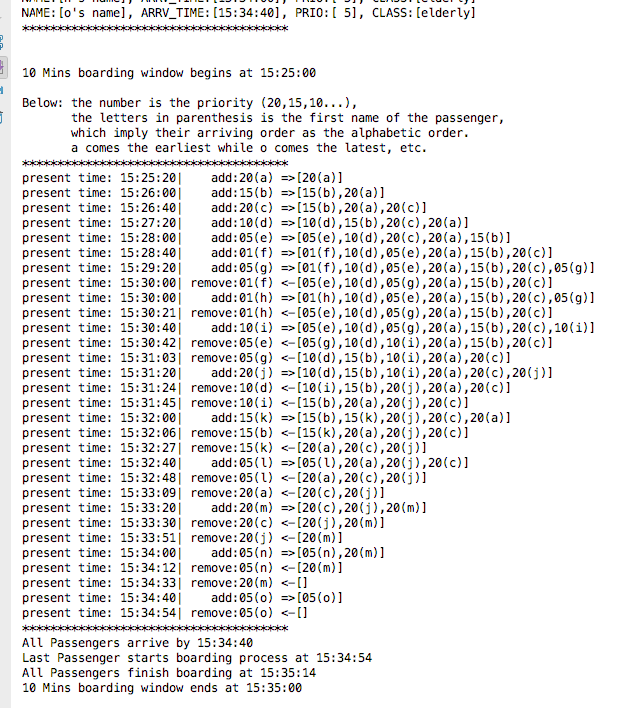 NAME:[o's name], ARRV_TIME:[15:34:40], PRIO:[ 5], CLASS:[elderly]
**************************************
10 Mins boarding window begins at 15:25:00
Below: the number is the priority (20,15,10...),
the letters in parenthesis is the first name of the passenger,
which imply their arriving order as the alphabetic order.
a comes the earliest while o comes the latest, etc.
**************************************
present time: 15:25:20|    add:20(a) =>[20(a)]
present time: 15:26:00|    add:15(b) =>[15(b),20(a)]
present time: 15:26:40|    add:20(c) =>[15(b),20(a),20(c)]
present time: 15:27:20|    add:10(d) =>[10(d),15(b),20(c),20(a)]
present time: 15:28:00|    add:05(e) =>[05(e),10(d),20(c),20(a),15(b)]
present time: 15:28:40|    add:01(f) =>[01(f),10(d),05(e),20(a),15(b),20(c)]
present time: 15:29:20|    add:05(g) =>[01(f),10(d),05(e),20(a),15(b),20(c),05(g)]
present time: 15:30:00| remove:01(f) <-[05(e),10(d),05(g),20(a),15(b),20(c)]
present time: 15:30:00|    add:01(h) =>[01(h),10(d),05(e),20(a),15(b),20(c),05(g)]
present time: 15:30:21| remove:01(h) <-[05(e),10(d),05(g),20(a),15(b),20(c)]
present time: 15:30:40|    add:10(i) =>[05(e),10(d),05(g),20(a),15(b),20(c),10(i)]
present time: 15:30:42| remove:05(e) <-[05(g),10(d),10(i),20(a),15(b),20(c)]
present time: 15:31:03| remove:05(g) <-[10(d),15(b),10(i),20(a),20(c)]
present time: 15:31:20|    add:20(j) =>[10(d),15(b),10(i),20(a),20(c),20(j)]
present time: 15:31:24| remove:10(d) <-[10(i),15(b),20(j),20(a),20(c)]
present time: 15:31:45| remove:10(i) <-[15(b),20(a),20(j),20(c)]
present time: 15:32:00|    add:15(k) =>[15(b),15(k),20(j),20(c),20(a)]
present time: 15:32:06| remove:15(b) <-[15(k),20(a),20(j),20(c)]
present time: 15:32:27| remove:15(k) <-[20(a),20(c),20(j)]
present time: 15:32:40|    add:05(l) =>[05(l),20(a),20(j),20(c)]
present time: 15:32:48| remove:05(l) <-[20(a),20(c),20(j)]
present time: 15:33:09| remove:20(a) <-[20(c),20(j)]
present time: 15:33:20|    add:20(m) =>[20(c),20(j),20(m)]
present time: 15:33:30| remove:20(c) <-[20(j),20(m)]
present time: 15:33:51| remove:20(j) <-[20(m)]
present time: 15:34:00|    add:05(n) =>[05(n),20(m)]
present time: 15:34:12| remove:05(n) <-[20(m)]
present time: 15:34:33| remove:20(m) <-[]
present time: 15:34:40|    add:05(o) =>[05(o)]
present time: 15:34:54| remove:05(o) <-[]
**************************************
All Passengers arrive by 15:34:40
Last Passenger starts boarding process at 15:34:54
All Passengers finish boarding at 15:35:14
10 Mins boarding window ends at 15:35:00